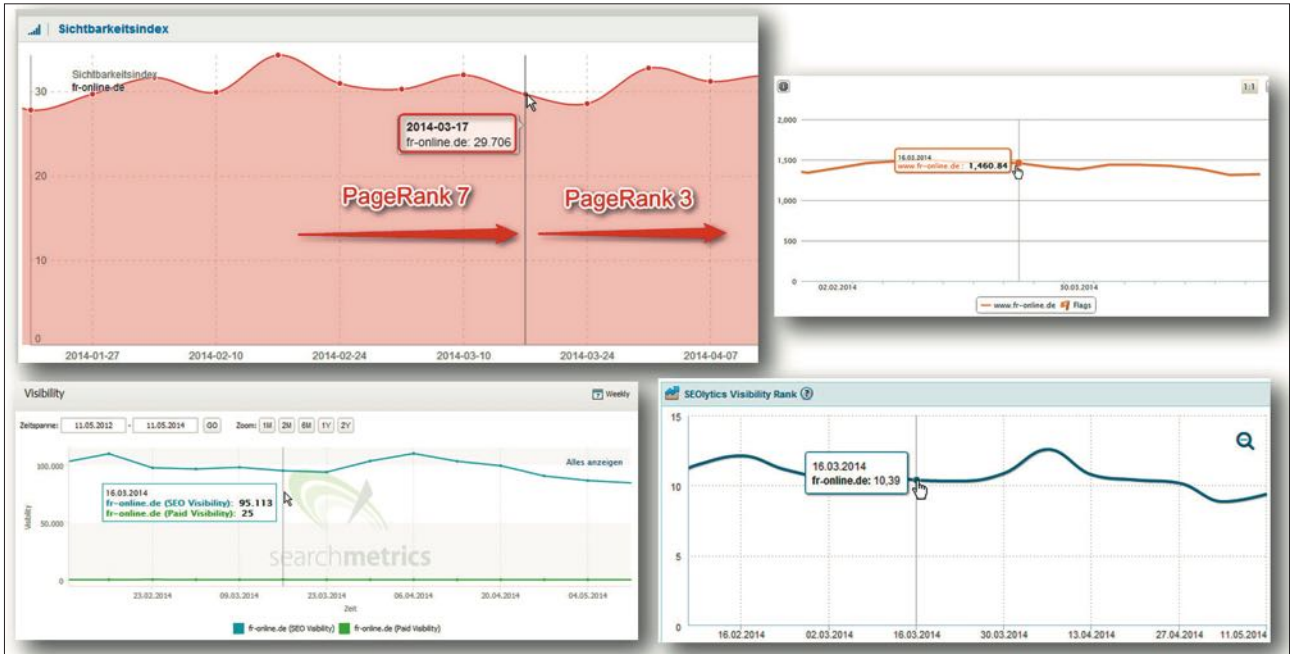 Sichtbarkeitsindex
Sichtbarkeitsindex
fr-online.de
30
20
10
0
2014-03-17
fr-online.de: 29.706
PageRank 7
PageRank 3
2014-01-27
2014-02-10
2014-02-24
2014-03-10
2014-03-24
2014-04-07
1:1
2,000
1,500
1,000
500
0
16.03.2014
www.fr-online.de: 1,460.84
02.02.2014
30.03.2014
www.fr-online.de Flags
Visibility
Weekly
Zeitspanne: 11.05.2012 - 11.05.2014 GO Zoom: 1M 2M 6M 1Y 2Y
100.000
50.000
0
Visibility
Alles anzeigen
16.03.2014
fr-online.de (SEO Visibility): 95.113
fr-online.de (Paid Visibility): 25
searchmetrics
23.02.2014
09.03.2014
23.03.2014
06.04.2014
20.04.2014
04.05.2014
Zeit
fr-online.de (SEO Visibility) fr-online.de (Paid Visibility)
SEOlytics Visibility Rank ?
15
10
5
0
16.03.2014
fr-online.de: 10,39
16.02.2014
02.03.2014
16.03.2014
30.03.2014
13.04.2014
27.04.2014
11.05.2014